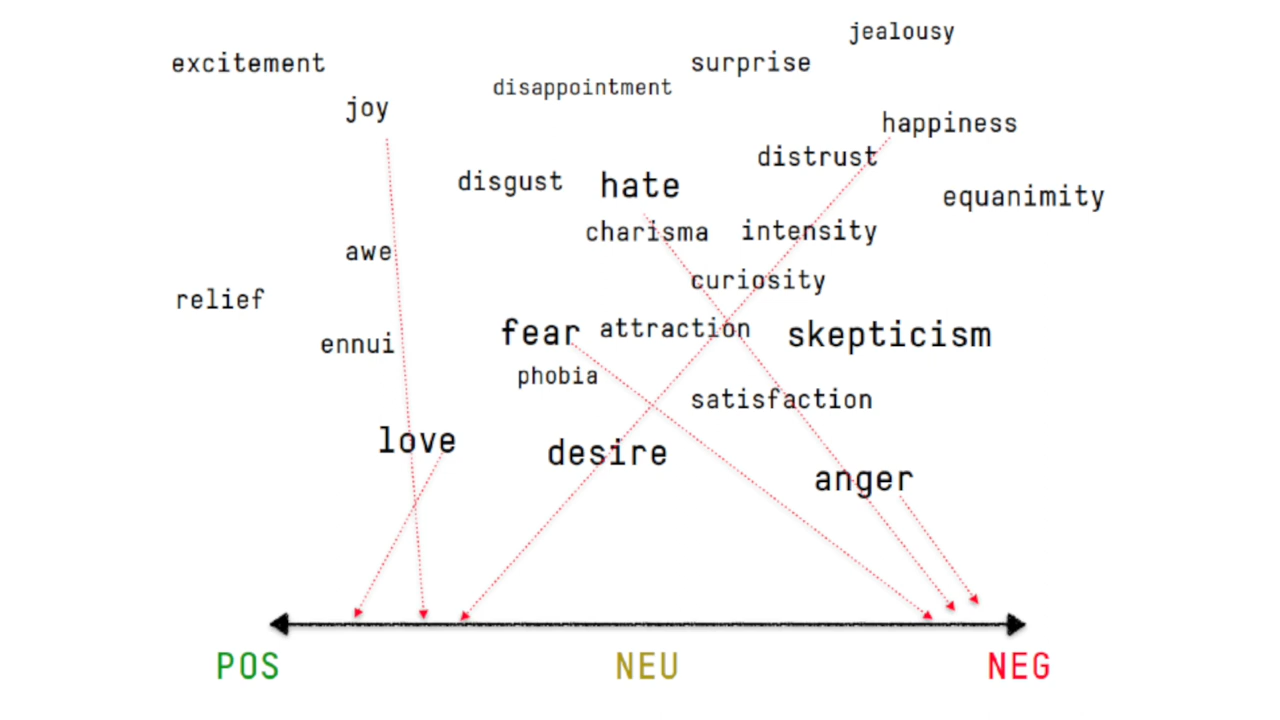 jealousy
excitement
surprise
disappointment
joy
happiness
distrust
disgust
hate
equanimity
charisma
intensity
awe
curiosity
relief
fear
attraction
skepticism
ennui
phobia
satisfaction
love
desire
anger
POS
NEU
NEG